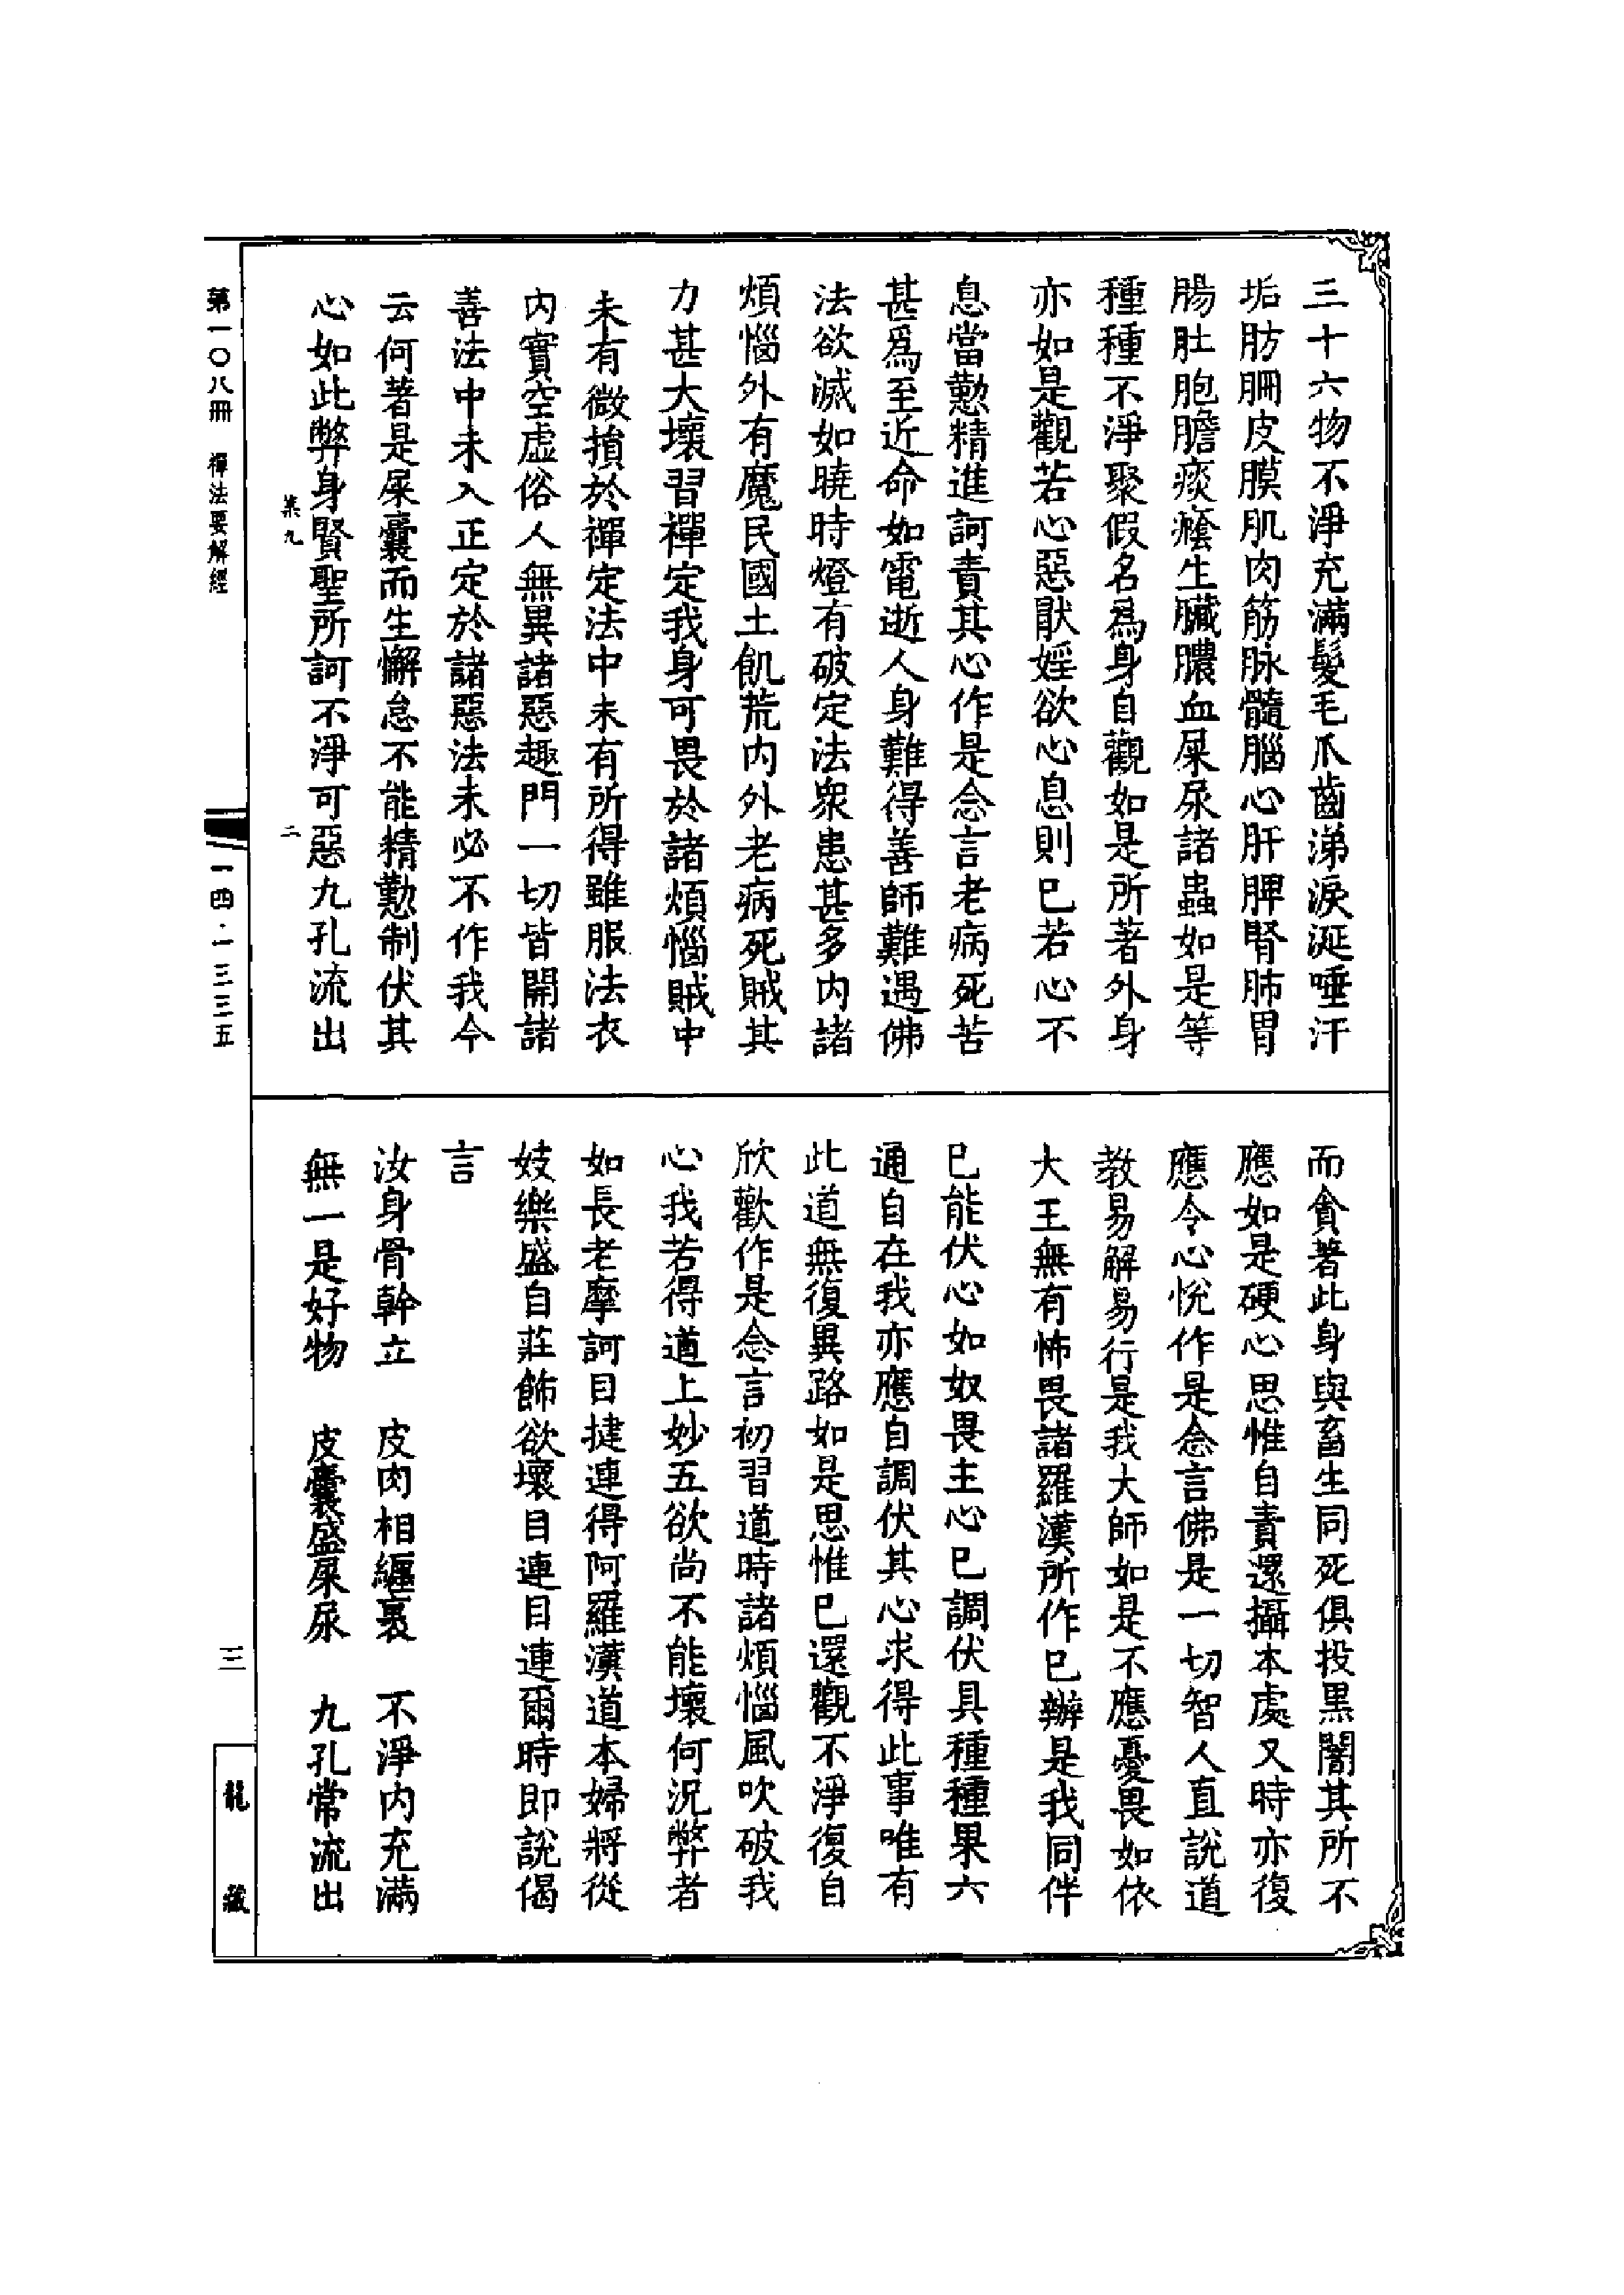 三十六物不淨充滿髮毛爪齒涕淚涎唾汗
垢肪𦙱皮膜肌肉筋脉髓腦心肝脾腎肺胃
腸肚胞膽痰癊生臟膿血屎尿諸蟲如是等
種種不淨聚假名爲身自觀如是所著外身
亦如是觀若心惡猒婬欲心息則已若心不
息當懃精進訶責其心作是念言老病死苦
甚爲至近命如電逝人身難得善師難遇佛
法欲滅如曉時燈有破定法衆患甚多内諸
煩惱外有魔民國土飢荒内外老病死賊其
力甚大壞習禪定我身可畏於諸煩惱賊中
未有微損於禪定法中未有所得雖服法衣
内實空虛俗人無異諸惡趣門一切皆開諸
善法中未入正定於諸惡法未必不作我今
云何著是屎囊而生懈怠不能精懃制伏其
心如此弊身賢聖所訶不淨可惡九孔流出
集九 二
第一〇八冊 禪法要解經
一四·一三三五
而貪著此身與畜生同死俱投黑闇其所不
應如是硬心思惟自責還攝本處又時亦復
應令心悅作是念言佛是一切智人直說道
教易解易行是我大師如是不應憂畏如依
大王無有怖畏諸羅漢所作已辦是我同伴
已能伏心如奴畏主心已調伏具種種果六
通自在我亦應自調伏其心求得此事唯有
此道無復異路如是思惟已還觀不淨復自
欣歡作是念言初習道時諸煩惱風吹破我
心我若得道上妙五欲尚不能壞何況弊者
如長老摩訶目揵連得阿羅漢道本婦將從
妓樂盛自莊飾欲壞目連目連爾時即說偈
言
汝身骨幹立 皮肉相纏裹 不淨内充滿
無一是好物 皮囊盛屎尿 九孔常流出
三
龍藏